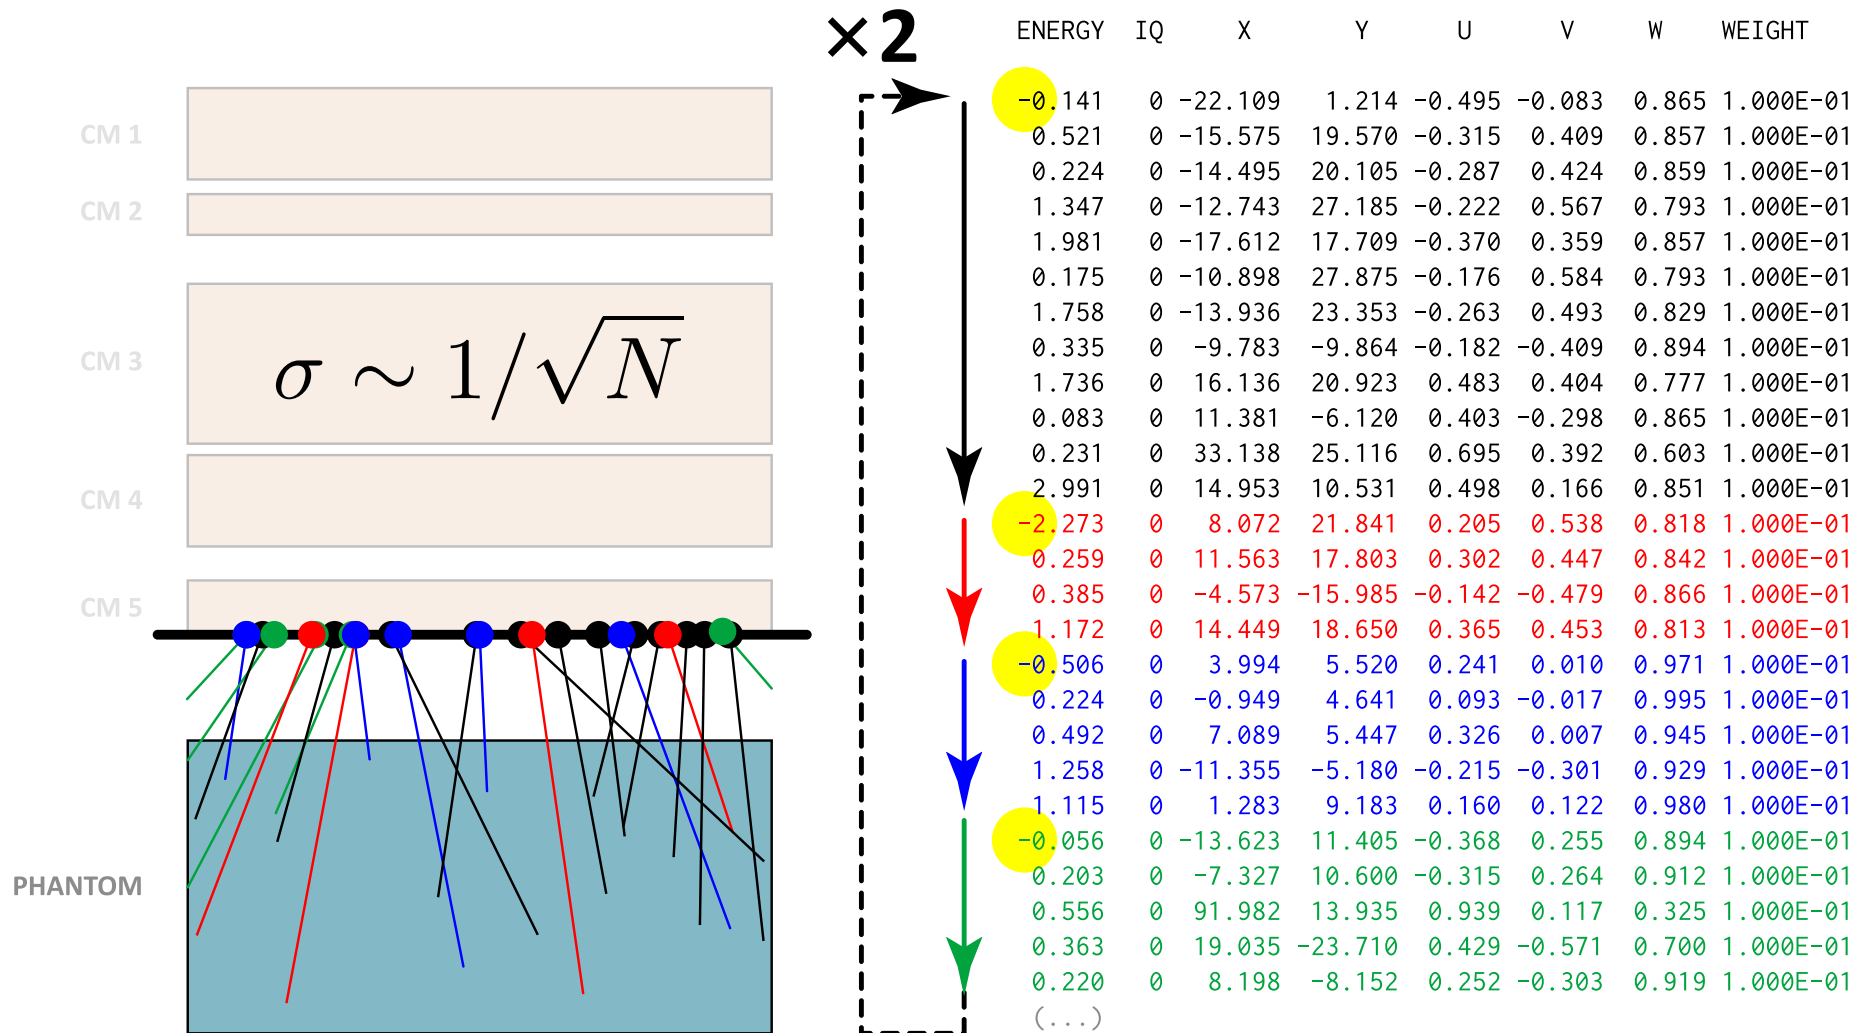 ×2
CM 1
CM 2
CM 3
σ ∼ 1/√N
CM 4
CM 5
PHANTOM
ENERGY IQ X Y U V W WEIGHT
-0.141 0 -22.109 1.214 -0.495 -0.083 0.865 1.000E-01
0.521 0 -15.575 19.570 -0.315 0.409 0.857 1.000E-01
0.224 0 -14.495 20.105 -0.287 0.424 0.859 1.000E-01
1.347 0 -12.743 27.185 -0.222 0.567 0.793 1.000E-01
1.981 0 -17.612 17.709 -0.370 0.359 0.857 1.000E-01
0.175 0 -10.898 27.875 -0.176 0.584 0.793 1.000E-01
1.758 0 -13.936 23.353 -0.263 0.493 0.829 1.000E-01
0.335 0 -9.783 -9.864 -0.182 -0.409 0.894 1.000E-01
1.736 0 16.136 20.923 0.483 0.404 0.777 1.000E-01
0.083 0 11.381 -6.120 0.403 -0.298 0.865 1.000E-01
0.231 0 33.138 25.116 0.695 0.392 0.603 1.000E-01
2.991 0 14.953 10.531 0.498 0.166 0.851 1.000E-01
-2.273 0 8.072 21.841 0.205 0.538 0.818 1.000E-01
0.259 0 11.563 17.803 0.302 0.447 0.842 1.000E-01
0.385 0 -4.573 -15.985 -0.142 -0.479 0.866 1.000E-01
1.172 0 14.449 18.650 0.365 0.453 0.813 1.000E-01
-0.506 0 3.994 5.520 0.241 0.010 0.971 1.000E-01
0.224 0 -0.949 4.641 0.093 -0.017 0.995 1.000E-01
0.492 0 7.089 5.447 0.326 0.007 0.945 1.000E-01
1.258 0 -11.355 -5.180 -0.215 -0.301 0.929 1.000E-01
1.115 0 1.283 9.183 0.160 0.122 0.980 1.000E-01
-0.056 0 -13.623 11.405 -0.368 0.255 0.894 1.000E-01
0.203 0 -7.327 10.600 -0.315 0.264 0.912 1.000E-01
0.556 0 91.982 13.935 0.939 0.117 0.325 1.000E-01
0.363 0 19.035 -23.710 0.429 -0.571 0.700 1.000E-01
0.220 0 8.198 -8.152 0.252 -0.303 0.919 1.000E-01
(...)